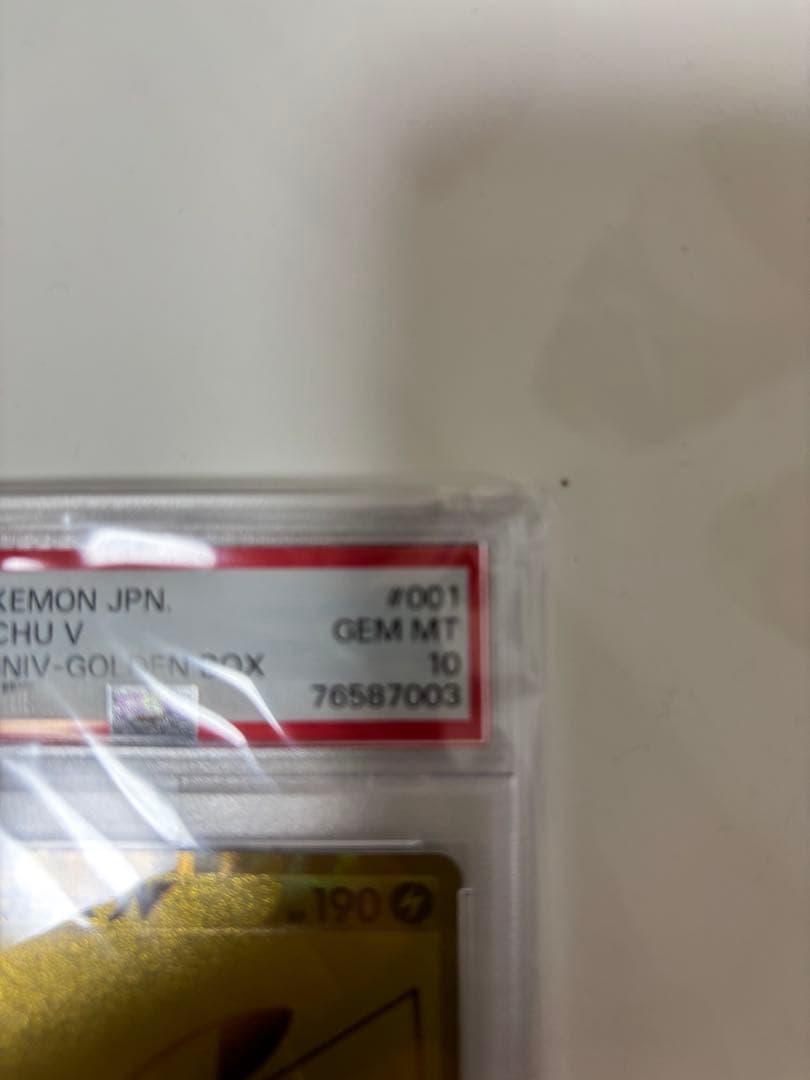 KEMON JPN. #001
CHU V GEM MT
NIV-GOLDEN BOX 10
76587003
190